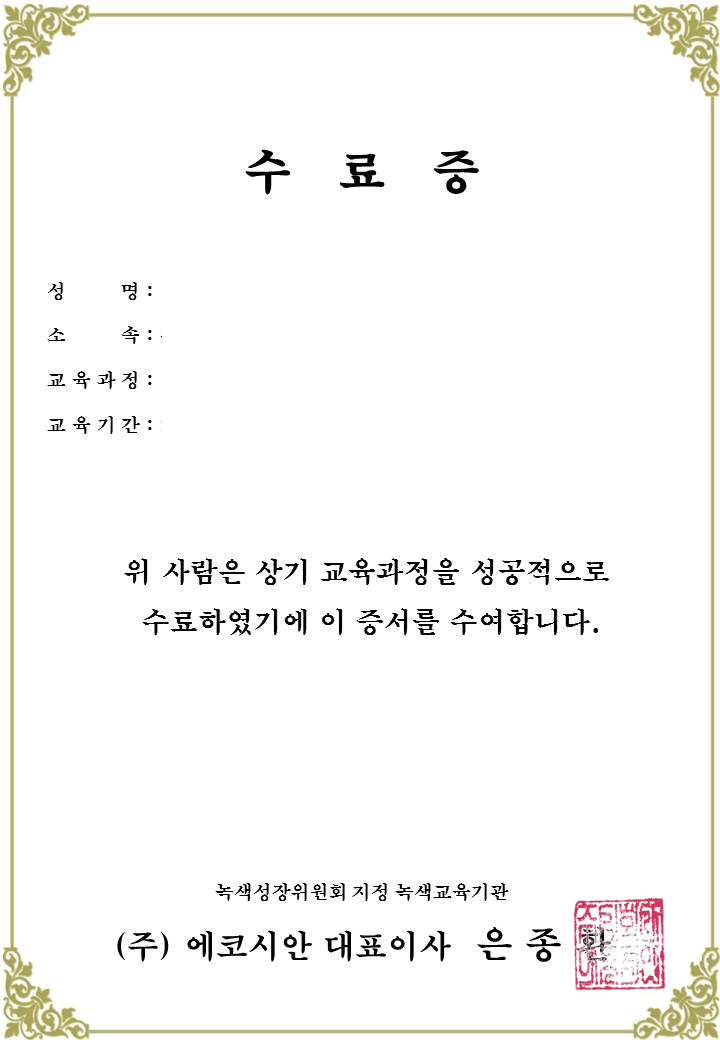 수 료 증
성 명 :
소 속 :
교 육 과 정 :
교 육 기 간 :
위 사람은 상기 교육과정을 성공적으로
수료하였기에 이 증서를 수여합니다.
녹색성장위원회 지정 녹색교육기관
(주) 에코시안 대표이사 은 종 환